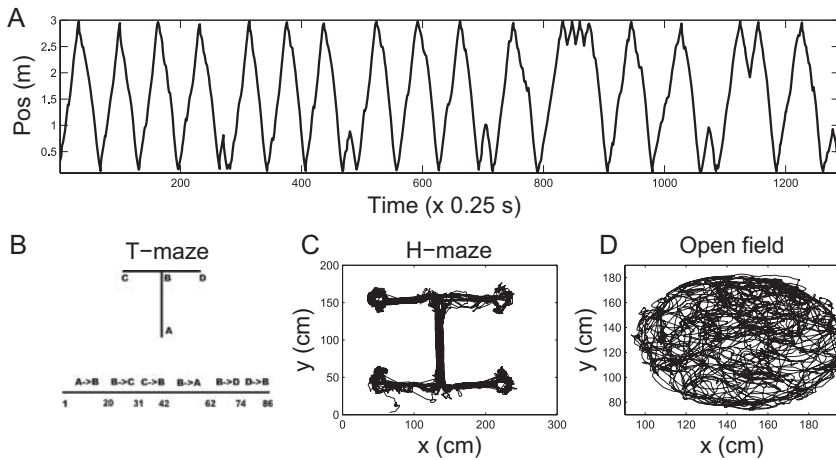 A
Pos (m)
3
2.5
2
1.5
1
0.5
200 400 600 800 1000 1200
Time (x 0.25 s)
B
T−maze
C B D
A
A->B B->C C->B B->A B->D D->B
1 20 31 42 62 74 86
C
H−maze
y (cm)
200
150
100
50
0
0 100 200 300
x (cm)
D
Open field
y (cm)
180
160
140
120
100
80
100 120 140 160 180
x (cm)